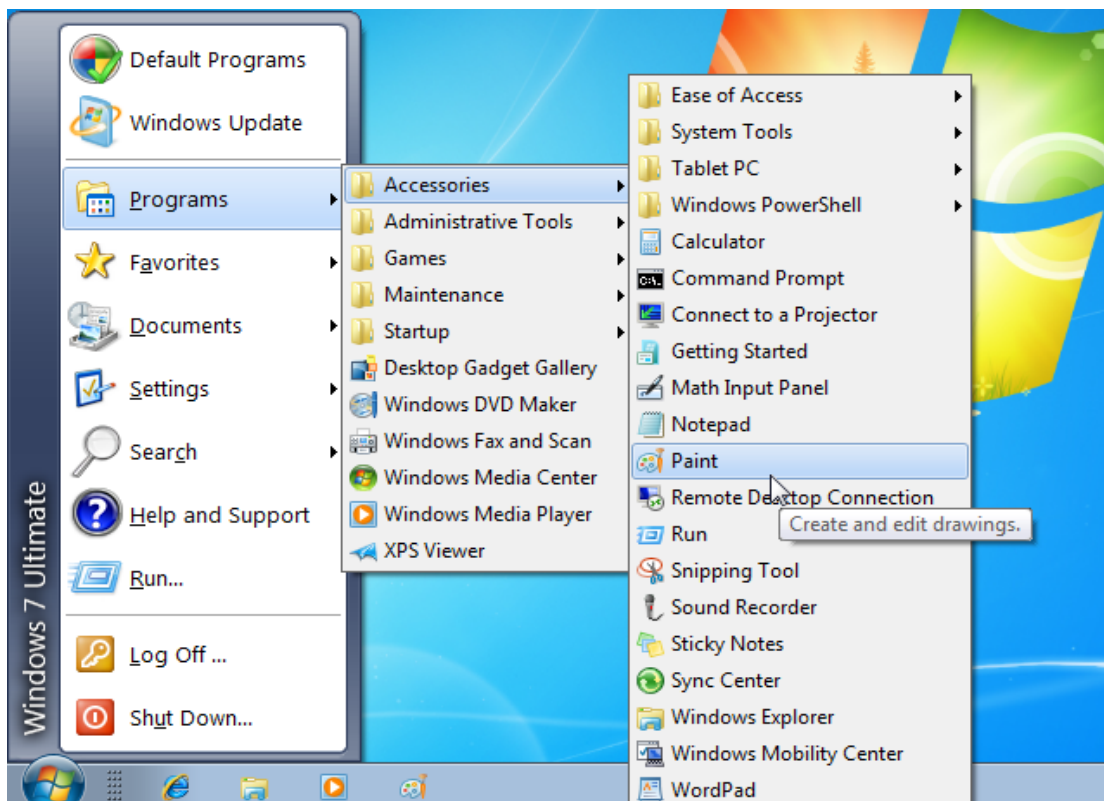 Default Programs
Windows Update
Programs
Favorites
Documents
Settings
Search
Help and Support
Run...
Log Off ...
Shut Down...
Windows 7 Ultimate
Accessories
Administrative Tools
Games
Maintenance
Startup
Desktop Gadget Gallery
Windows DVD Maker
Windows Fax and Scan
Windows Media Center
Windows Media Player
XPS Viewer
Ease of Access
System Tools
Tablet PC
Windows PowerShell
Calculator
Command Prompt
Connect to a Projector
Getting Started
Math Input Panel
Notepad
Paint
Remote Desktop Connection
Create and edit drawings.
Run
Snipping Tool
Sound Recorder
Sticky Notes
Sync Center
Windows Explorer
Windows Mobility Center
WordPad